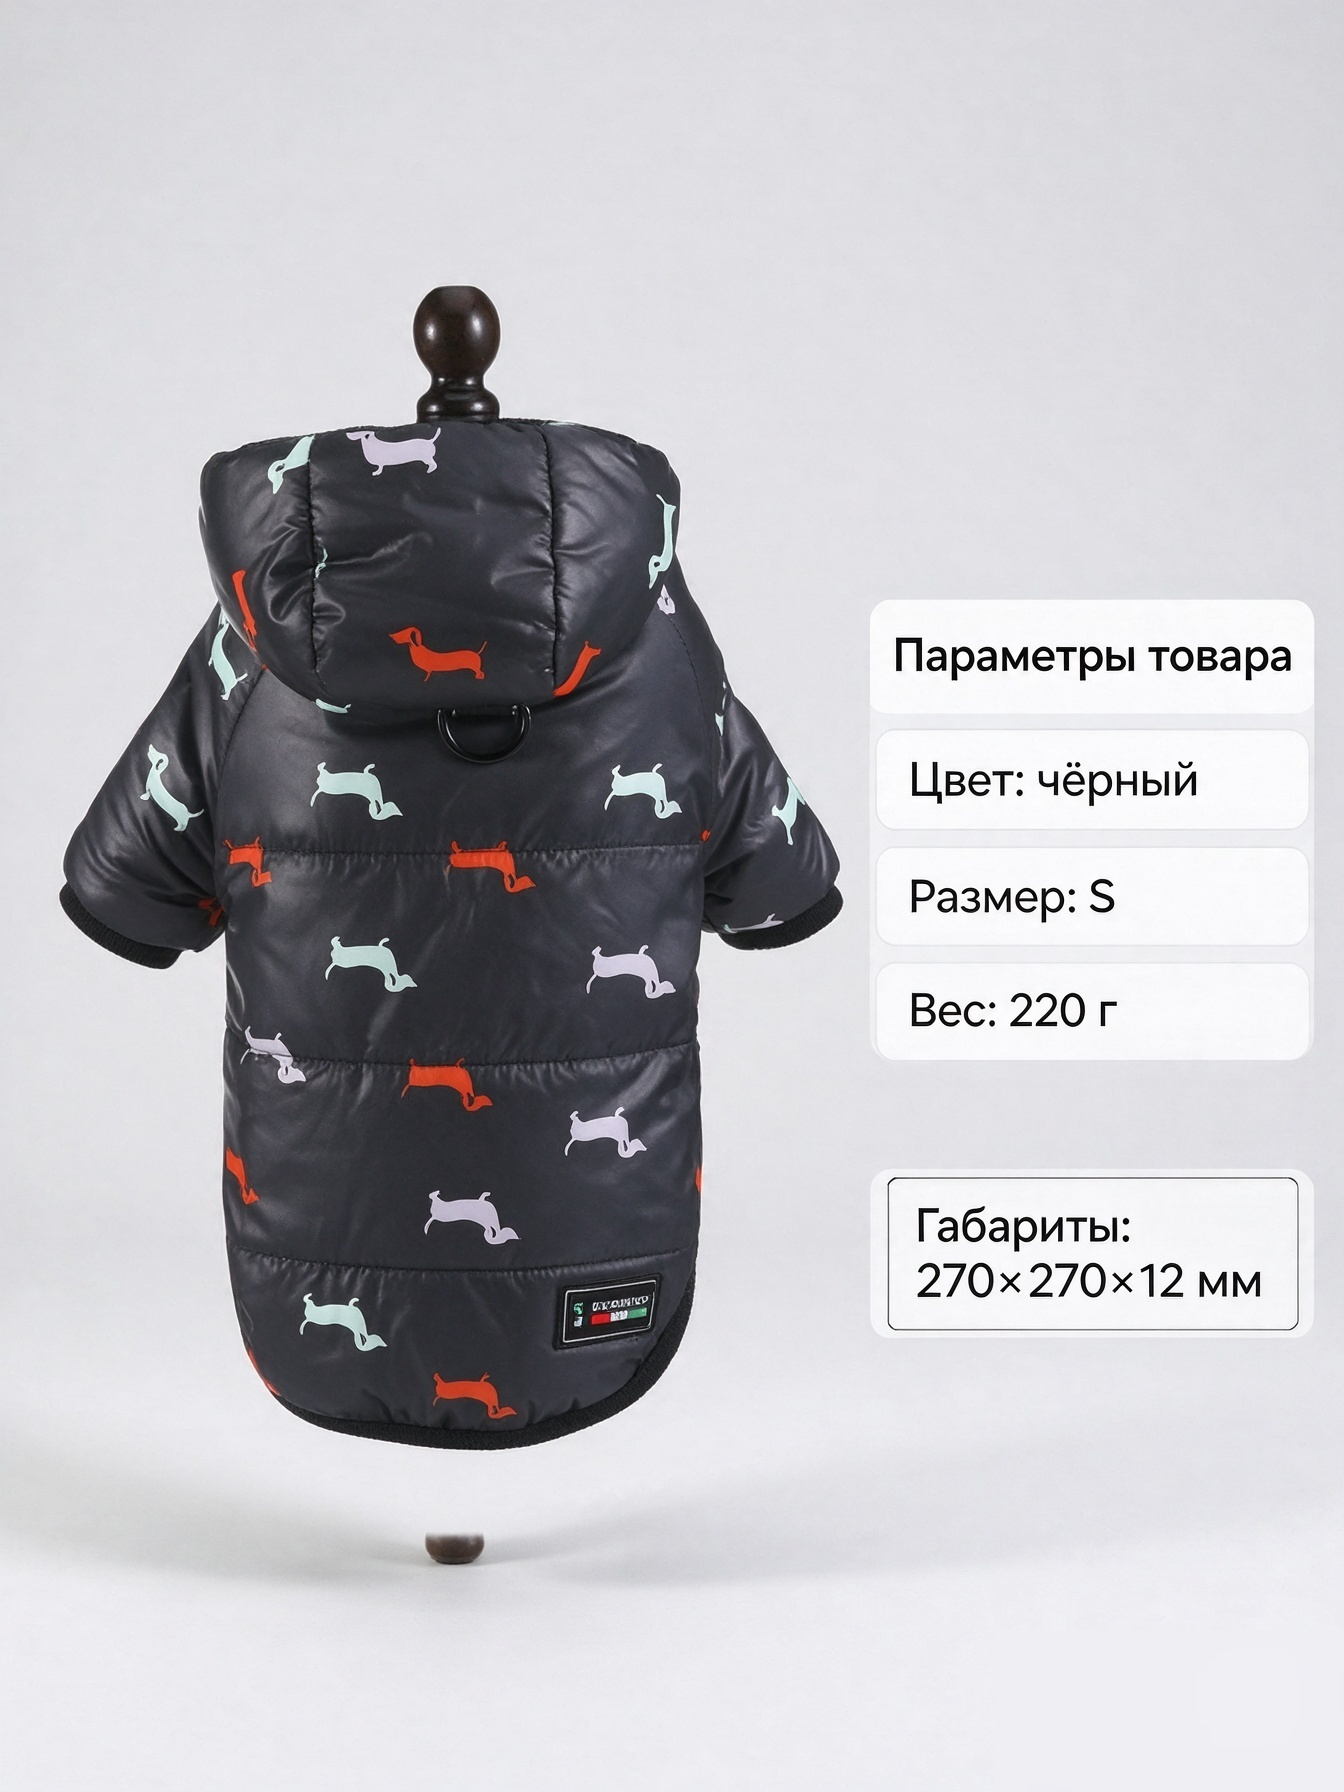 Параметры товара
Цвет: чёрный
Размер: S
Вес: 220 г
Габариты:
270×270×12 мм